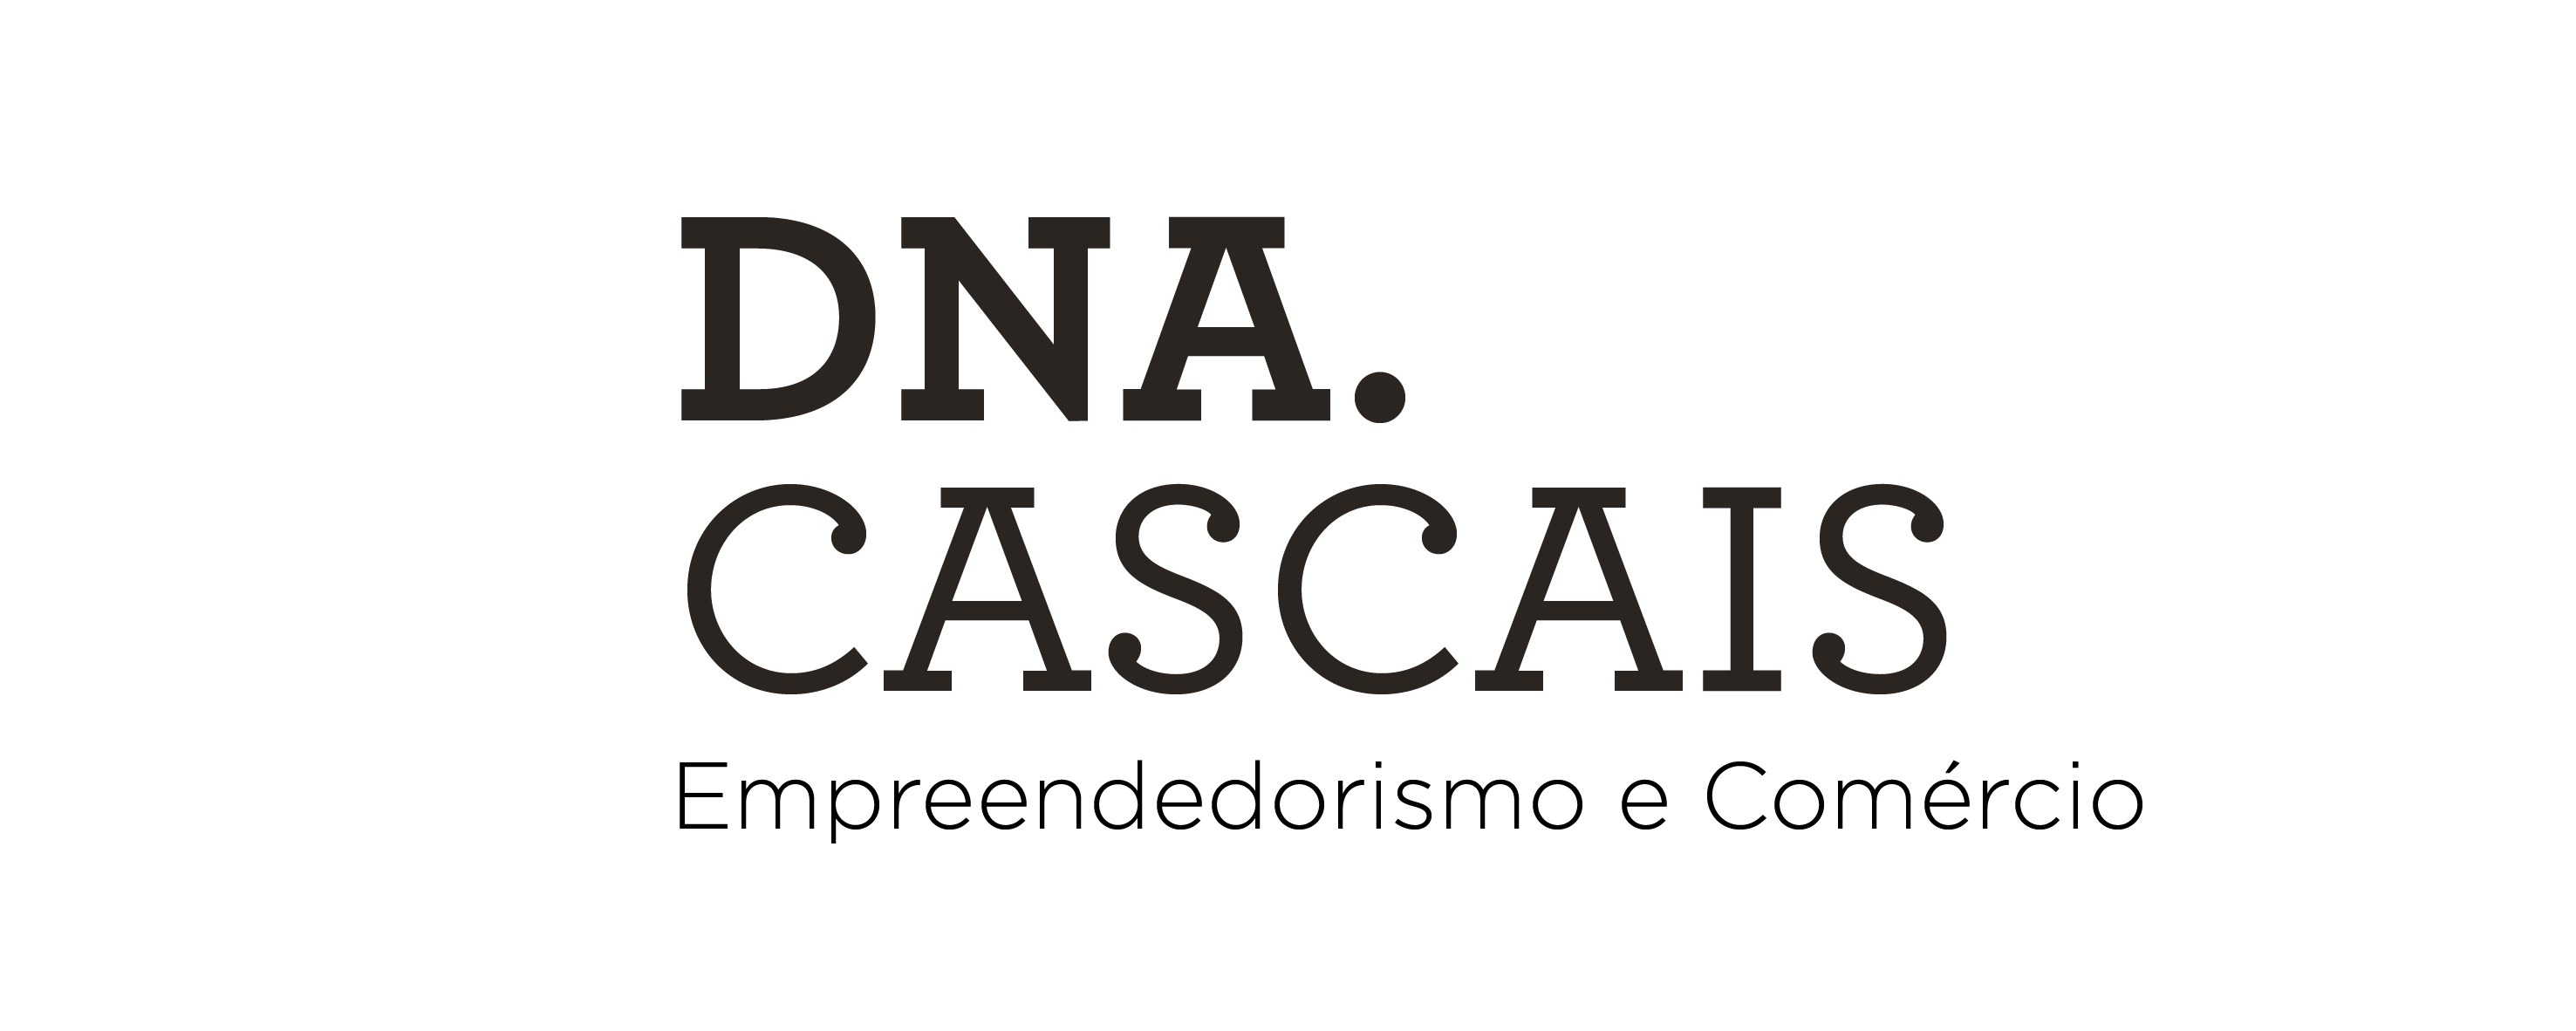 DNA.
CASCAIS
Empreendedorismo e Comércio